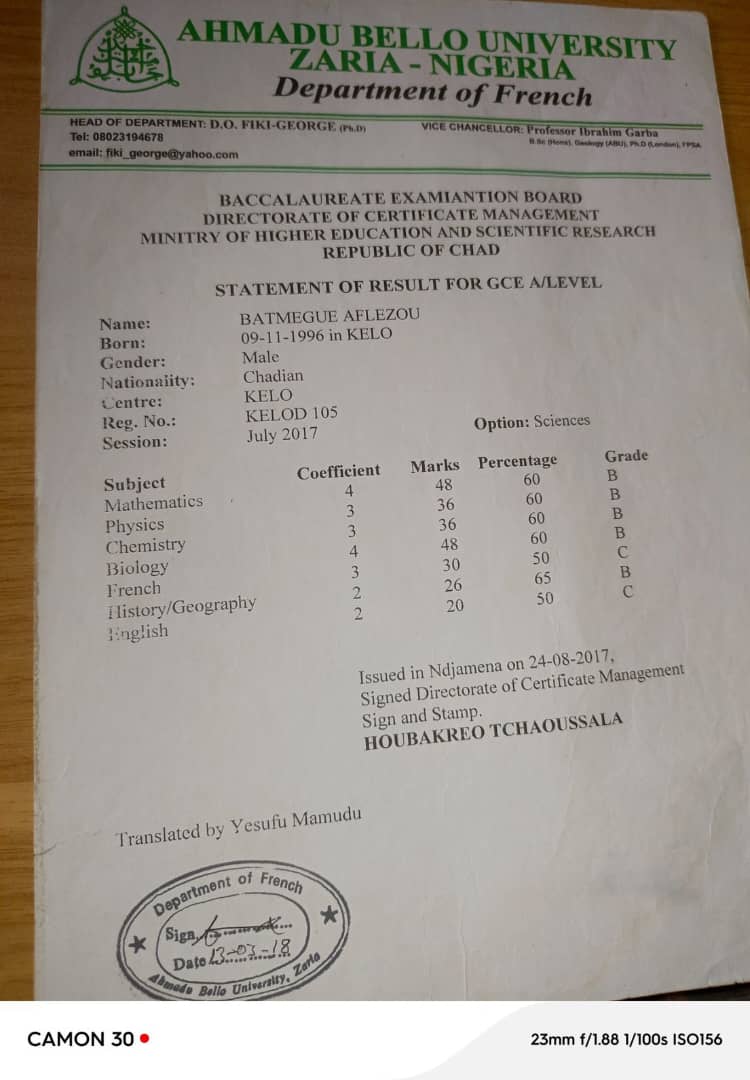 AHMADU BELLO UNIVERSITY
ZARIA - NIGERIA
Department of French
HEAD OF DEPARTMENT: D.O. FIKI-GEORGE (Ph.D)
Tel: 08023194678
email: fiki_george@yahoo.com
VICE CHANCELLOR: Professor Ibrahim Garba
B.Sc (Hons), Geology (ABU), Ph.D (London), FPSA
BACCALAUREATE EXAMIANTION BOARD
DIRECTORATE OF CERTIFICATE MANAGEMENT
MINITRY OF HIGHER EDUCATION AND SCIENTIFIC RESEARCH
REPUBLIC OF CHAD
STATEMENT OF RESULT FOR GCE A/LEVEL
Name: BATMEGUE AFLEZOU
Born: 09-11-1996 in KELO
Gender: Male
Nationaiity: Chadian
Centre: KELO
Reg. No.: KELOD 105
Session: July 2017 Option: Sciences
Subject Coefficient Marks Percentage Grade
Mathematics 4 48 60 B
Physics 3 36 60 B
Chemistry 3 36 60 B
Biology 4 48 60 B
French 3 30 50 C
History/Geography 2 26 65 B
English 2 20 50 C
Issued in Ndjamena on 24-08-2017,
Signed Directorate of Certificate Management
Sign and Stamp.
HOUBAKREO TCHAOUSSALA
Translated by Yesufu Mamudu
Department of French
Sign
Date 13-03-18
Ahmadu Bello University, Zaria
CAMON 30
23mm f/1.88 1/100s ISO156